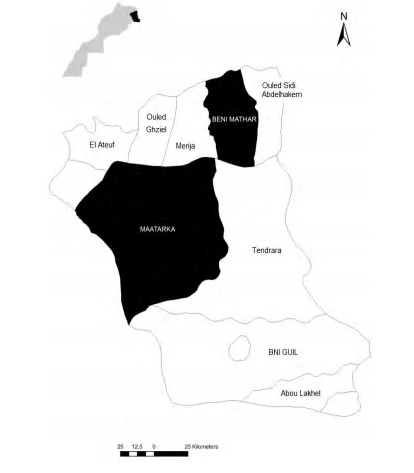 N
Ouled Sidi
Abdelhakem
Ouled
Ghziel
BENI MATHAR
El Ateuf
Merija
MAATARKA
Tendrara
BNI GUIL
Abou Lakhel
25 12,5 0 25 Kilometers